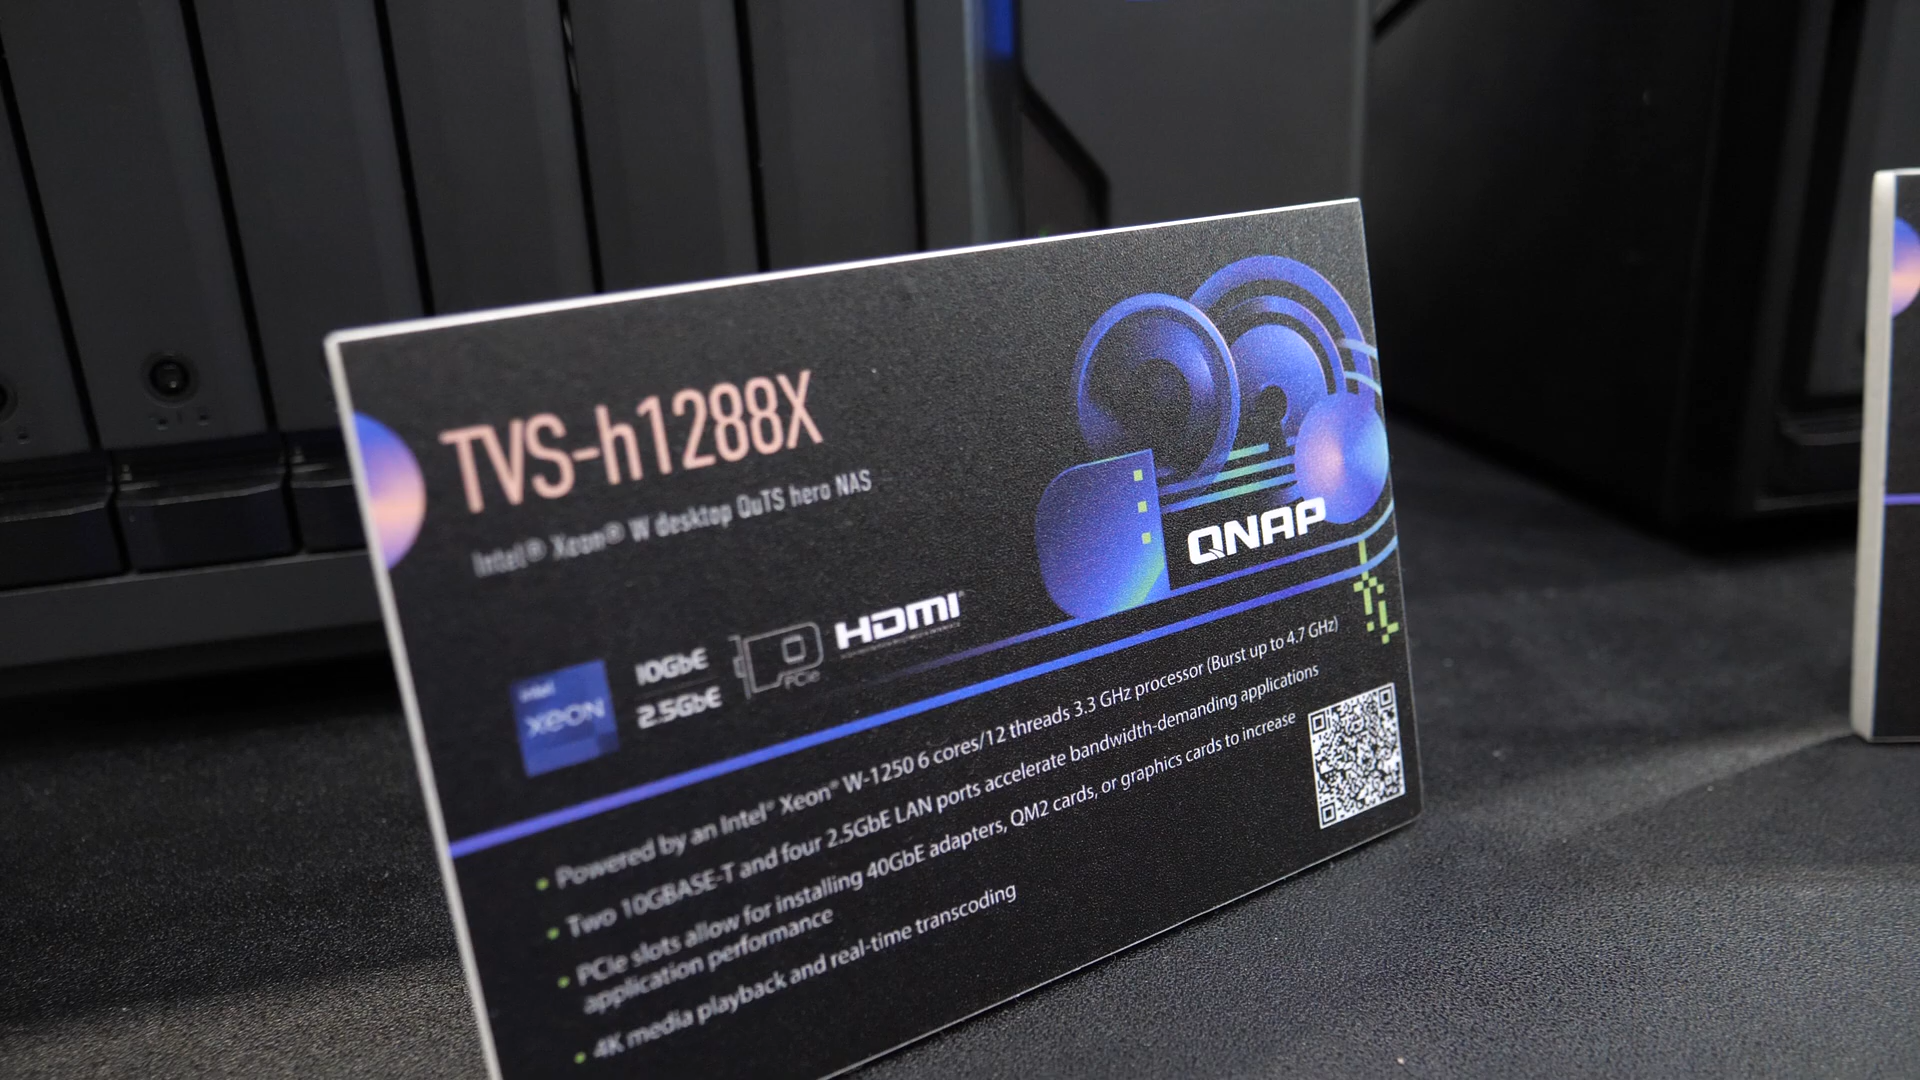 TVS-h1288X
Intel® Xeon® W desktop QuTS hero NAS
QNAP
intel
xeon
10GbE
2.5GbE
PCIe
HDMI
• Powered by an Intel® Xeon® W-1250 6 cores/12 threads 3.3 GHz processor (Burst up to 4.7 GHz)
• Two 10GBASE-T and four 2.5GbE LAN ports accelerate bandwidth-demanding applications
• PCIe slots allow for installing 40GbE adapters, QM2 cards, or graphics cards to increase
application performance
• 4K media playback and real-time transcoding